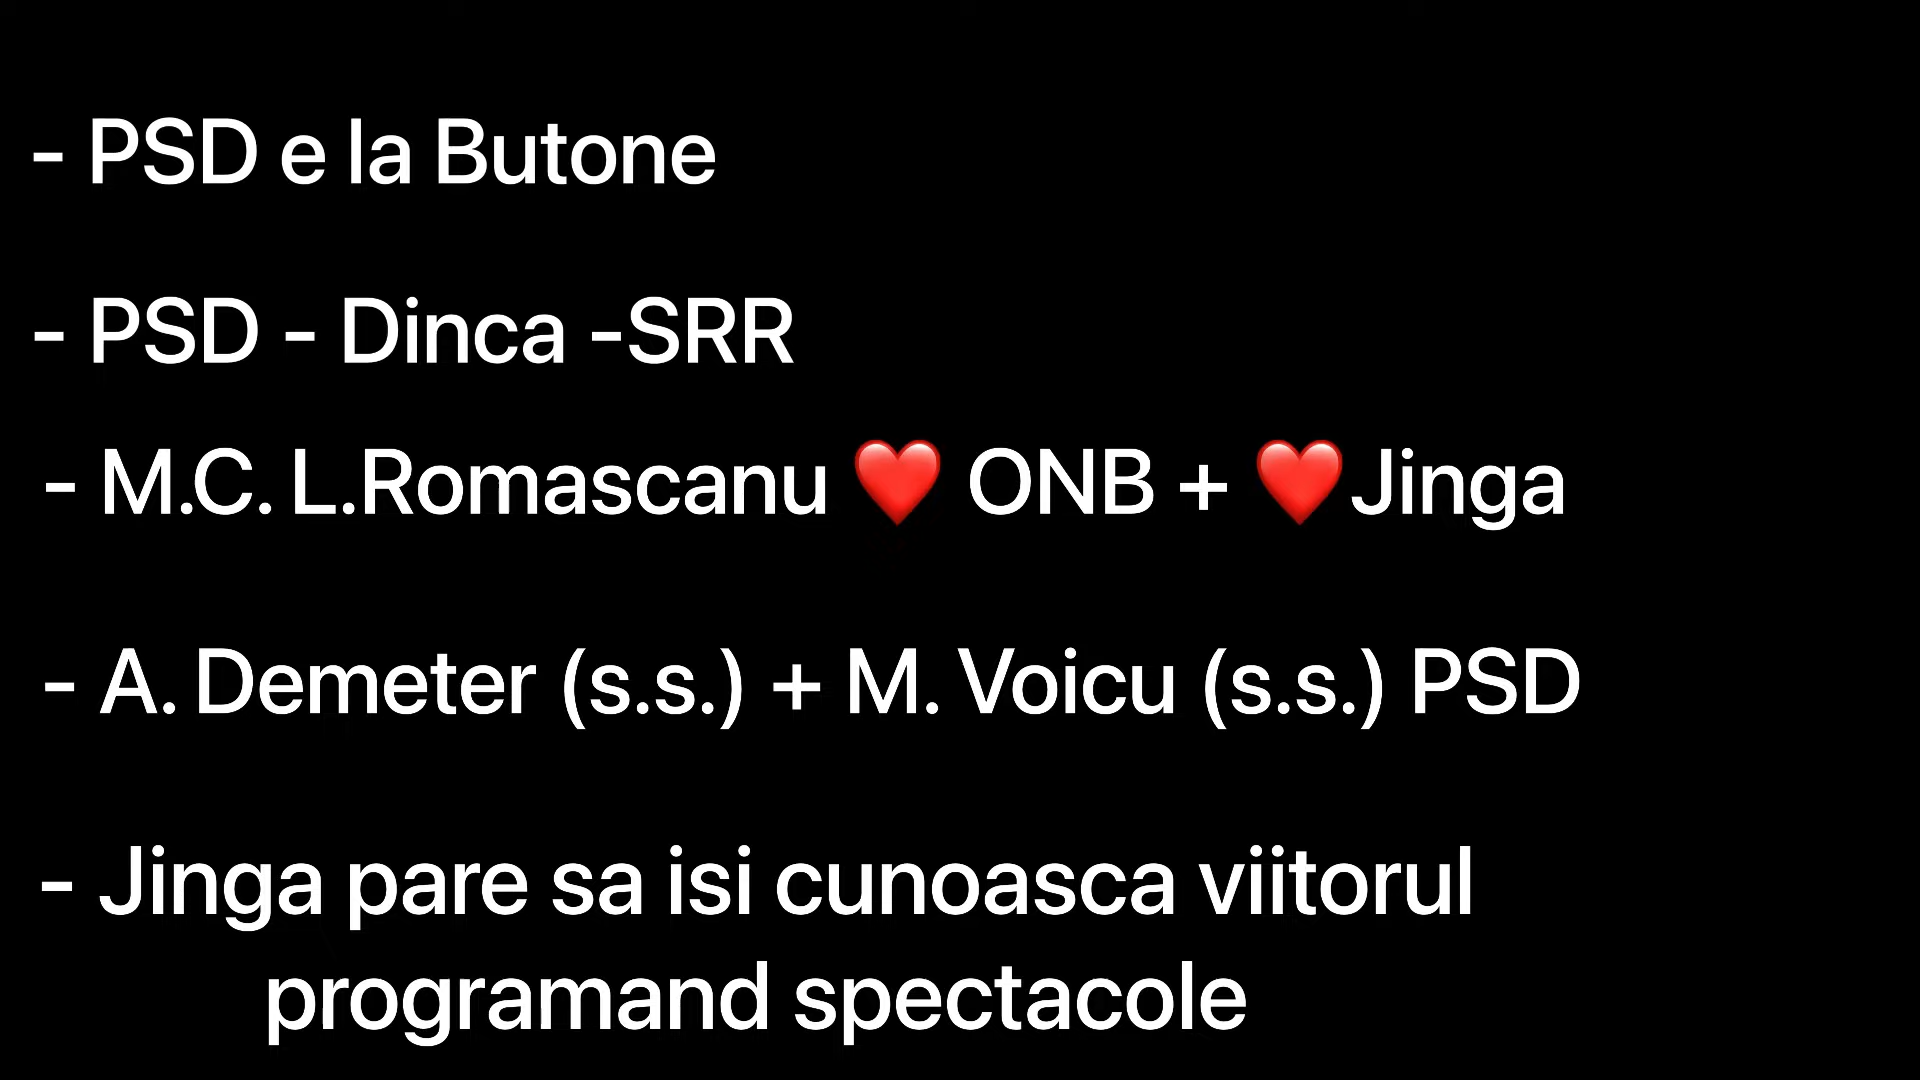 - PSD e la Butone
- PSD - Dinca -SRR
- M.C. L.Romascanu ❤️ ONB + ❤️Jinga
- A. Demeter (s.s.) + M. Voicu (s.s.) PSD
- Jinga pare sa isi cunoasca viitorul
programand spectacole